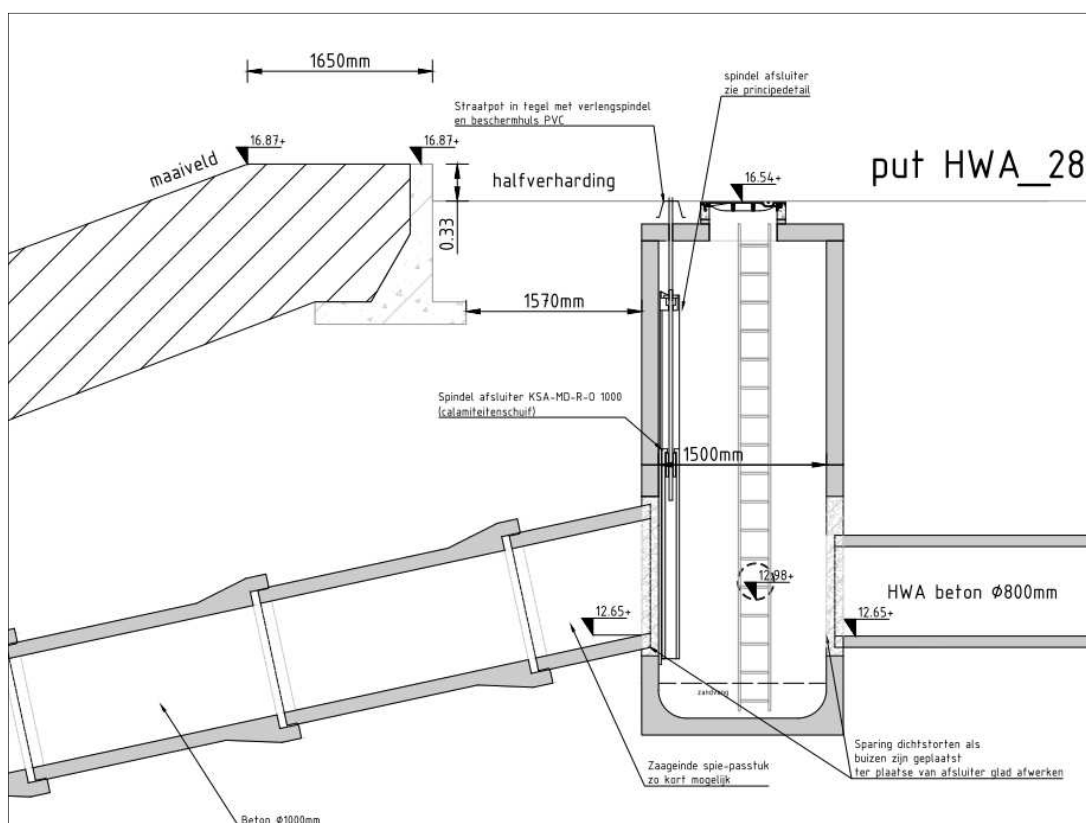 1650mm
spindel afsluiter
zie principedetail
Straatpot in tegel met verlengspindel
en beschermhuls PVC
16.87+
16.87+
maaiveld
halfverharding
16.54+
put HWA_28
0.33
1570mm
Spindel afsluiter KSA-MD-R-O 1000
(calamiteitenschuif)
1500mm
12.98+
HWA beton Ø800mm
12.65+
12.65+
zandvang
Zaageinde spie-passtuk
zo kort mogelijk
Sparing dichtstorten als
buizen zijn geplaatst
ter plaatse van afsluiter glad afwerken
Beton Ø1000mm